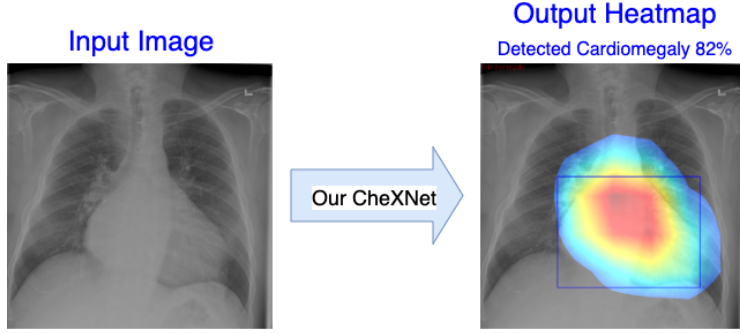 Input Image
Output Heatmap
Detected Cardiomegaly 82%
L
L
Our CheXNet